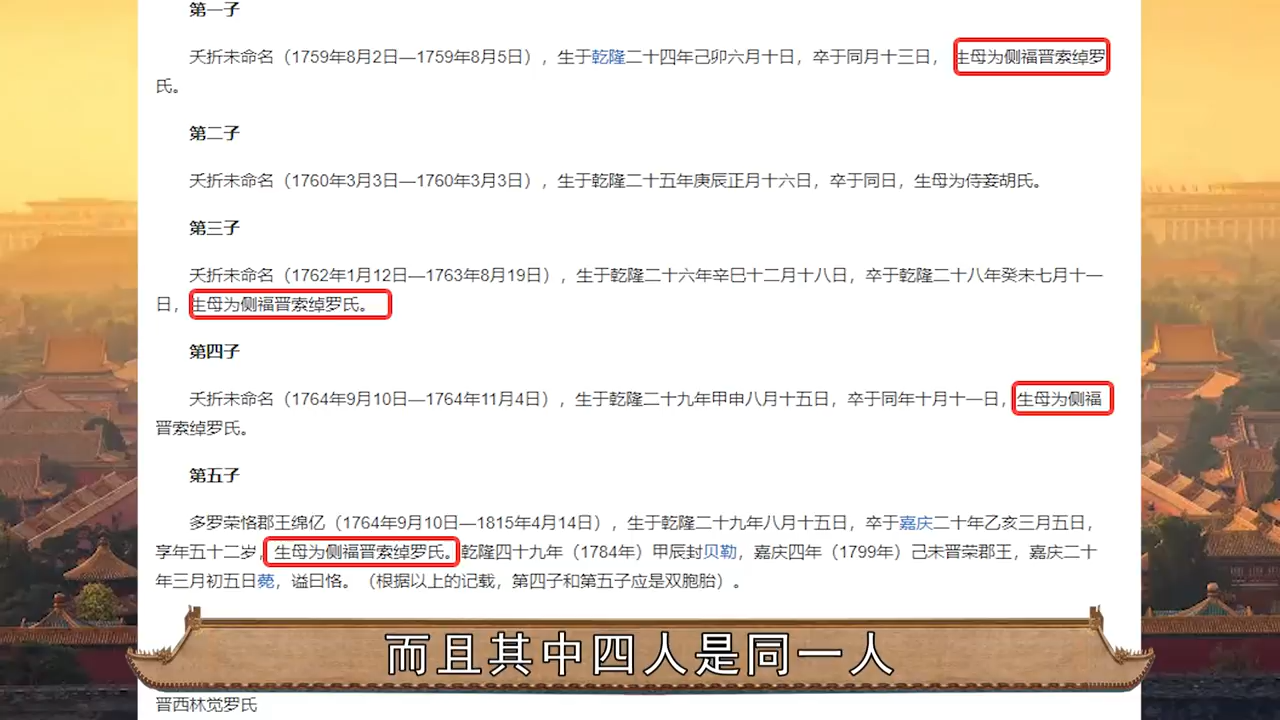 第一子
夭折未命名（1759年8月2日—1759年8月5日），生于乾隆二十四年己卯六月十日，卒于同月十三日， 生母为侧福晋索绰罗
氏。
第二子
夭折未命名（1760年3月3日—1760年3月3日），生于乾隆二十五年庚辰正月十六日，卒于同日，生母为侍妾胡氏。
第三子
夭折未命名（1762年1月12日—1763年8月19日），生于乾隆二十六年辛巳十二月十八日，卒于乾隆二十八年癸未七月十一
日，生母为侧福晋索绰罗氏。
第四子
夭折未命名（1764年9月10日—1764年11月4日），生于乾隆二十九年甲申八月十五日，卒于同年十月十一日，生母为侧福
晋索绰罗氏。
第五子
多罗荣恪郡王绵亿（1764年9月10日—1815年4月14日），生于乾隆二十九年八月十五日，卒于嘉庆二十年乙亥三月五日，
享年五十二岁，生母为侧福晋索绰罗氏。乾隆四十九年（1784年）甲辰封贝勒，嘉庆四年（1799年）己未晋荣郡王，嘉庆二十
年三月初五日薨，谥曰恪。（根据以上的记载，第四子和第五子应是双胞胎）。
而且其中四人是同一人
晋西林觉罗氏